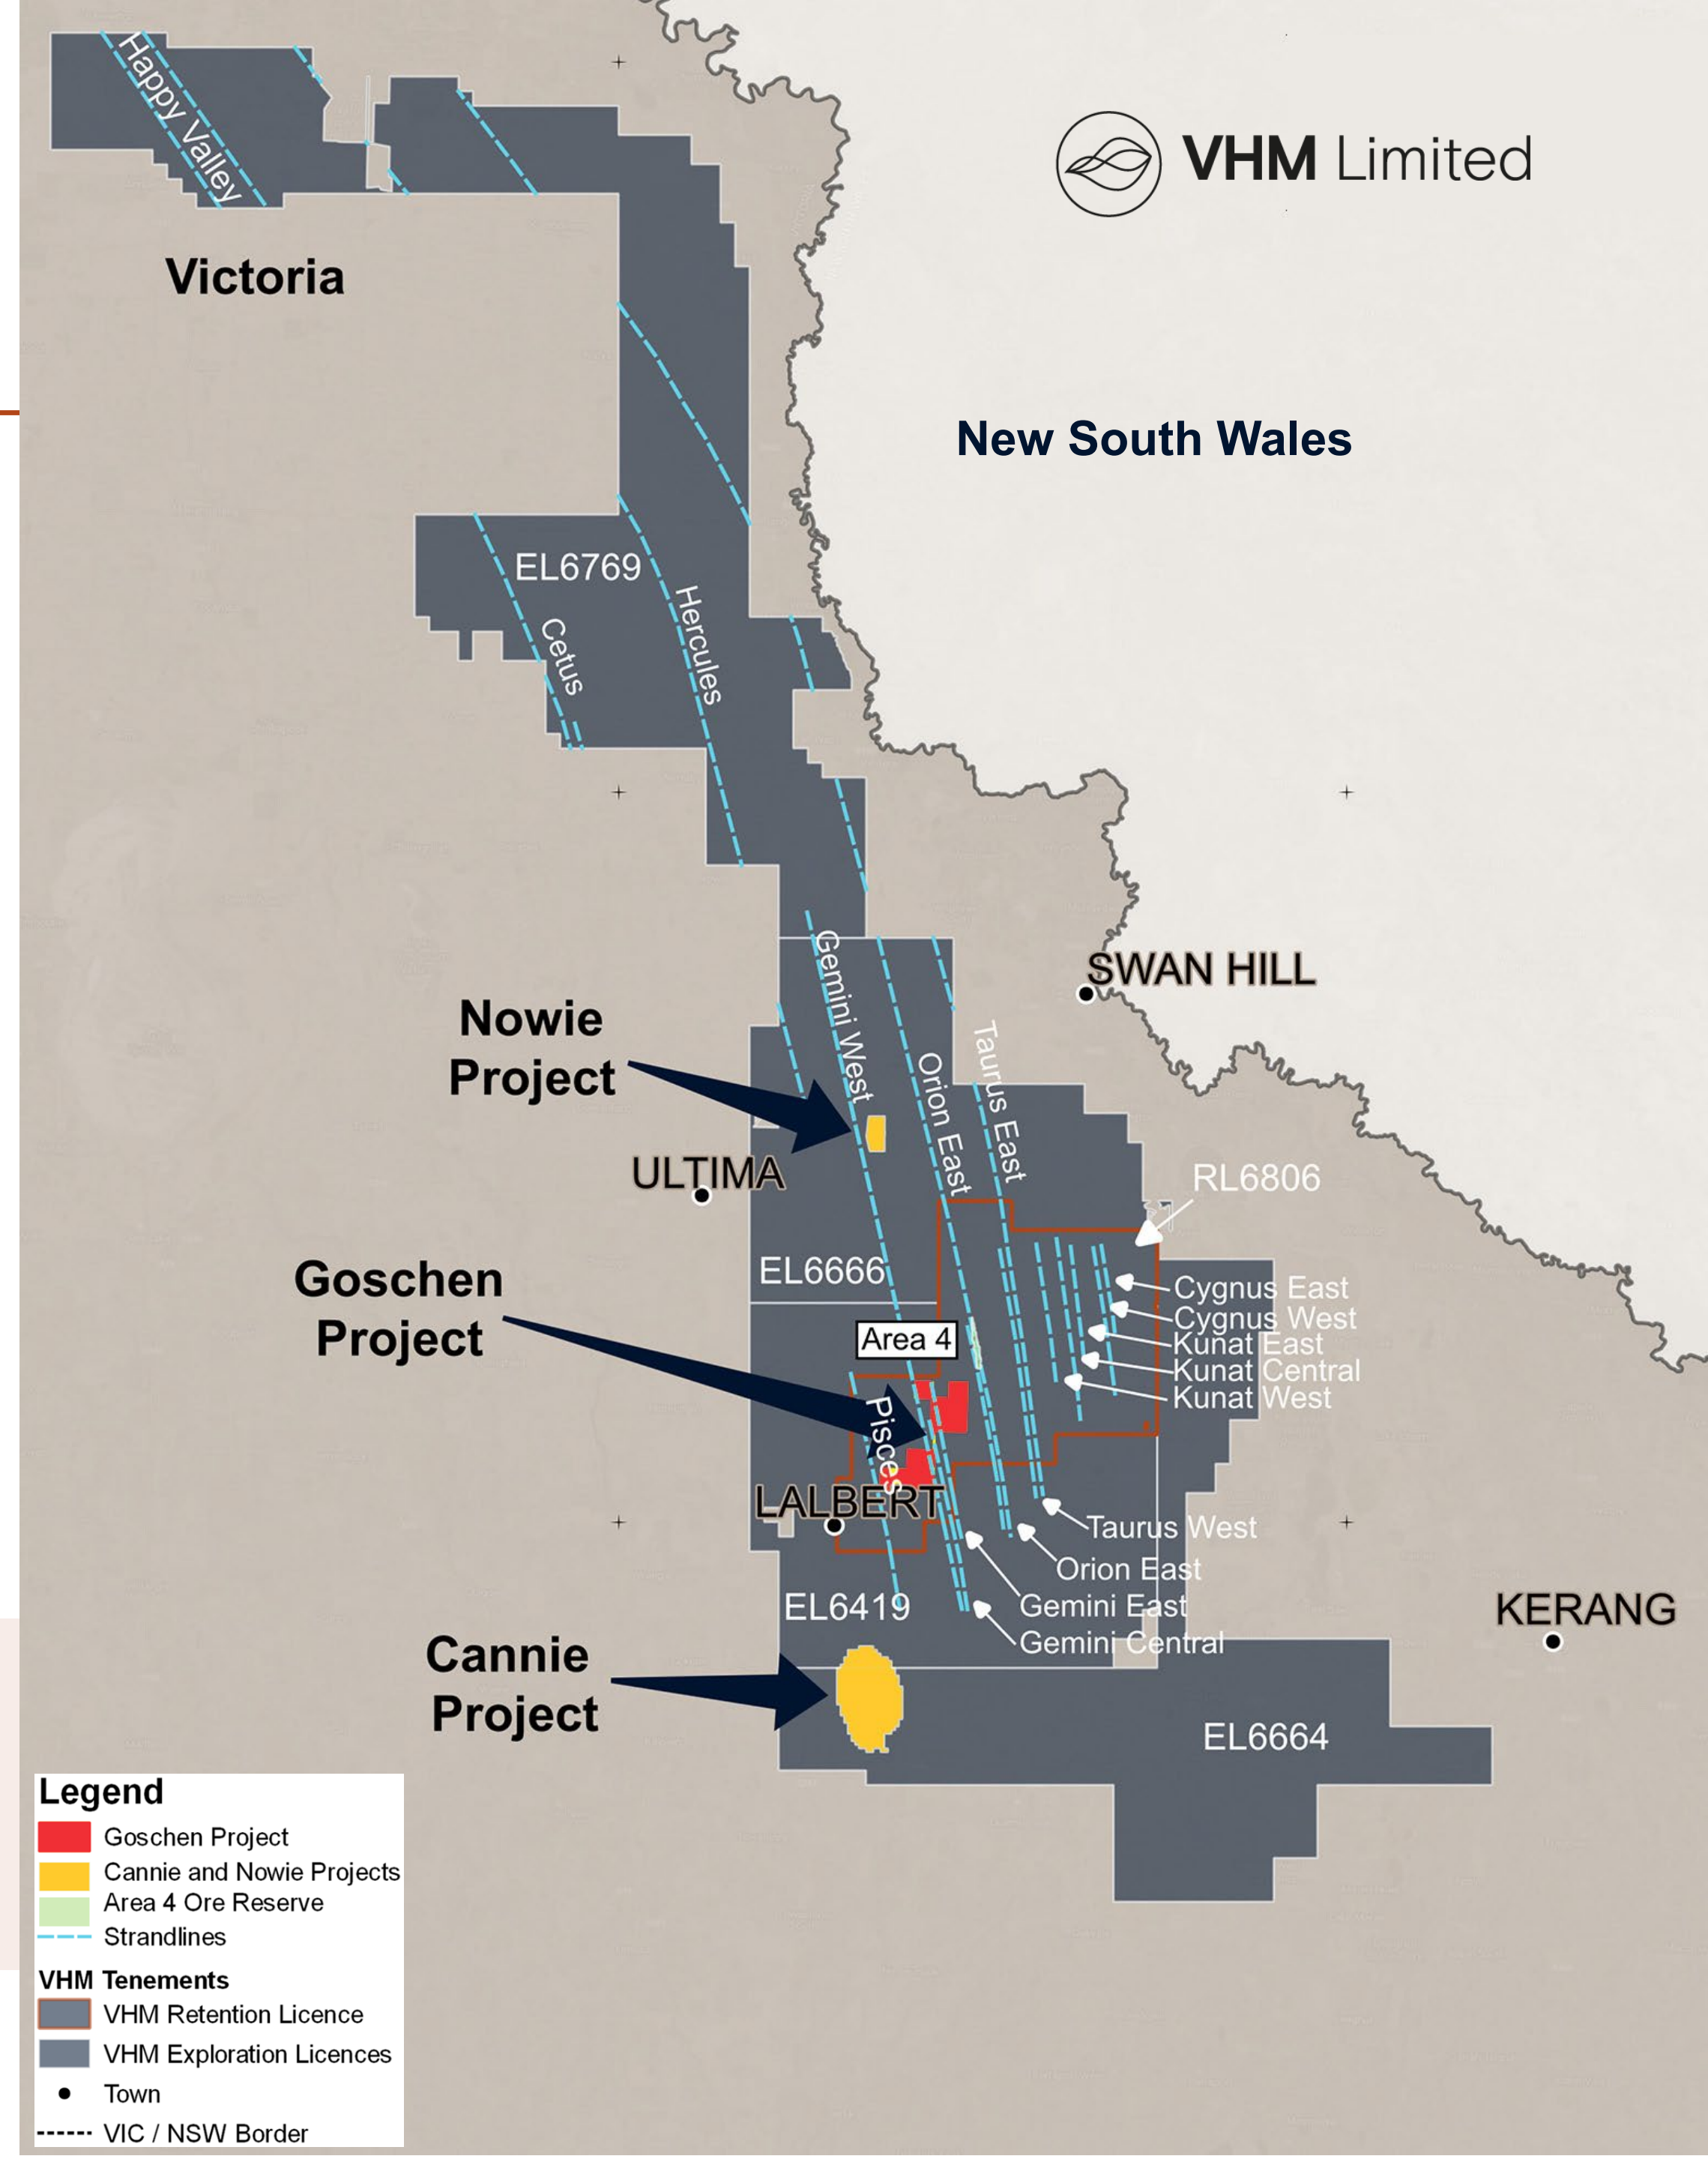 Happy Valley
VHM Limited
Victoria
New South Wales
EL6769
Hercules
Cetus
Gemini West
SWAN HILL
Nowie
Project
Orion East
Taurus East
ULTIMA
RL6806
EL6666
Goschen
Project
Cygnus East
Cygnus West
Area 4
Kunat East
Kunat Central
Kunat West
Pisces
LALBERT
Taurus West
Orion East
EL6419
Gemini East
KERANG
Gemini Central
Cannie
Project
EL6664
Legend
Goschen Project
Cannie and Nowie Projects
Area 4 Ore Reserve
Strandlines
VHM Tenements
VHM Retention Licence
VHM Exploration Licences
Town
VIC / NSW Border